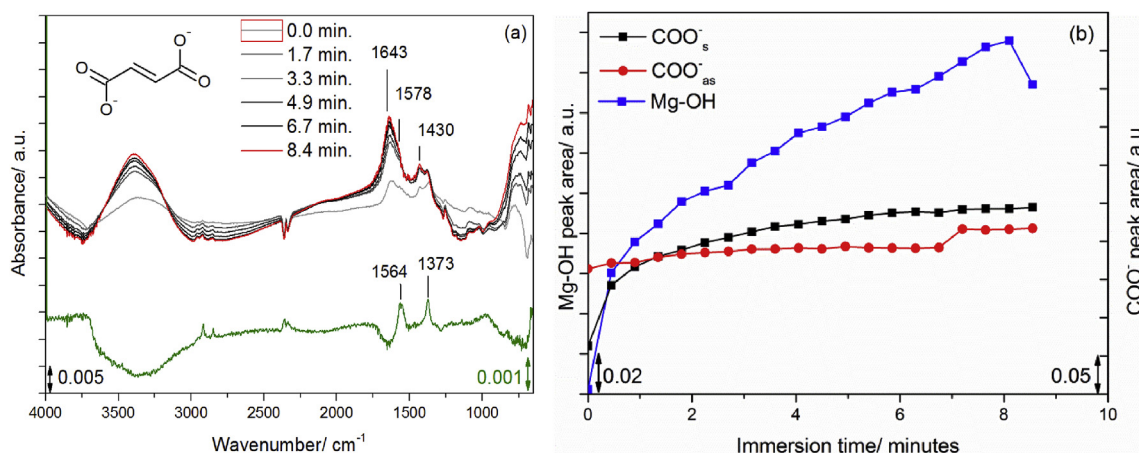 (a)
O⁻
O
O
O⁻
0.0 min.
1.7 min.
3.3 min.
4.9 min.
6.7 min.
8.4 min.
1643
1578
1430
1564
1373
0.005
0.001
Absorbance/ a.u.
4000 3500 3000 2500 2000 1500 1000
Wavenumber/ cm⁻¹
(b)
COO⁻s
COO⁻as
Mg-OH
0.02
0.05
Mg-OH peak area/ a.u.
COO⁻ peak area/ a.u.
0 2 4 6 8 10
Immersion time/ minutes